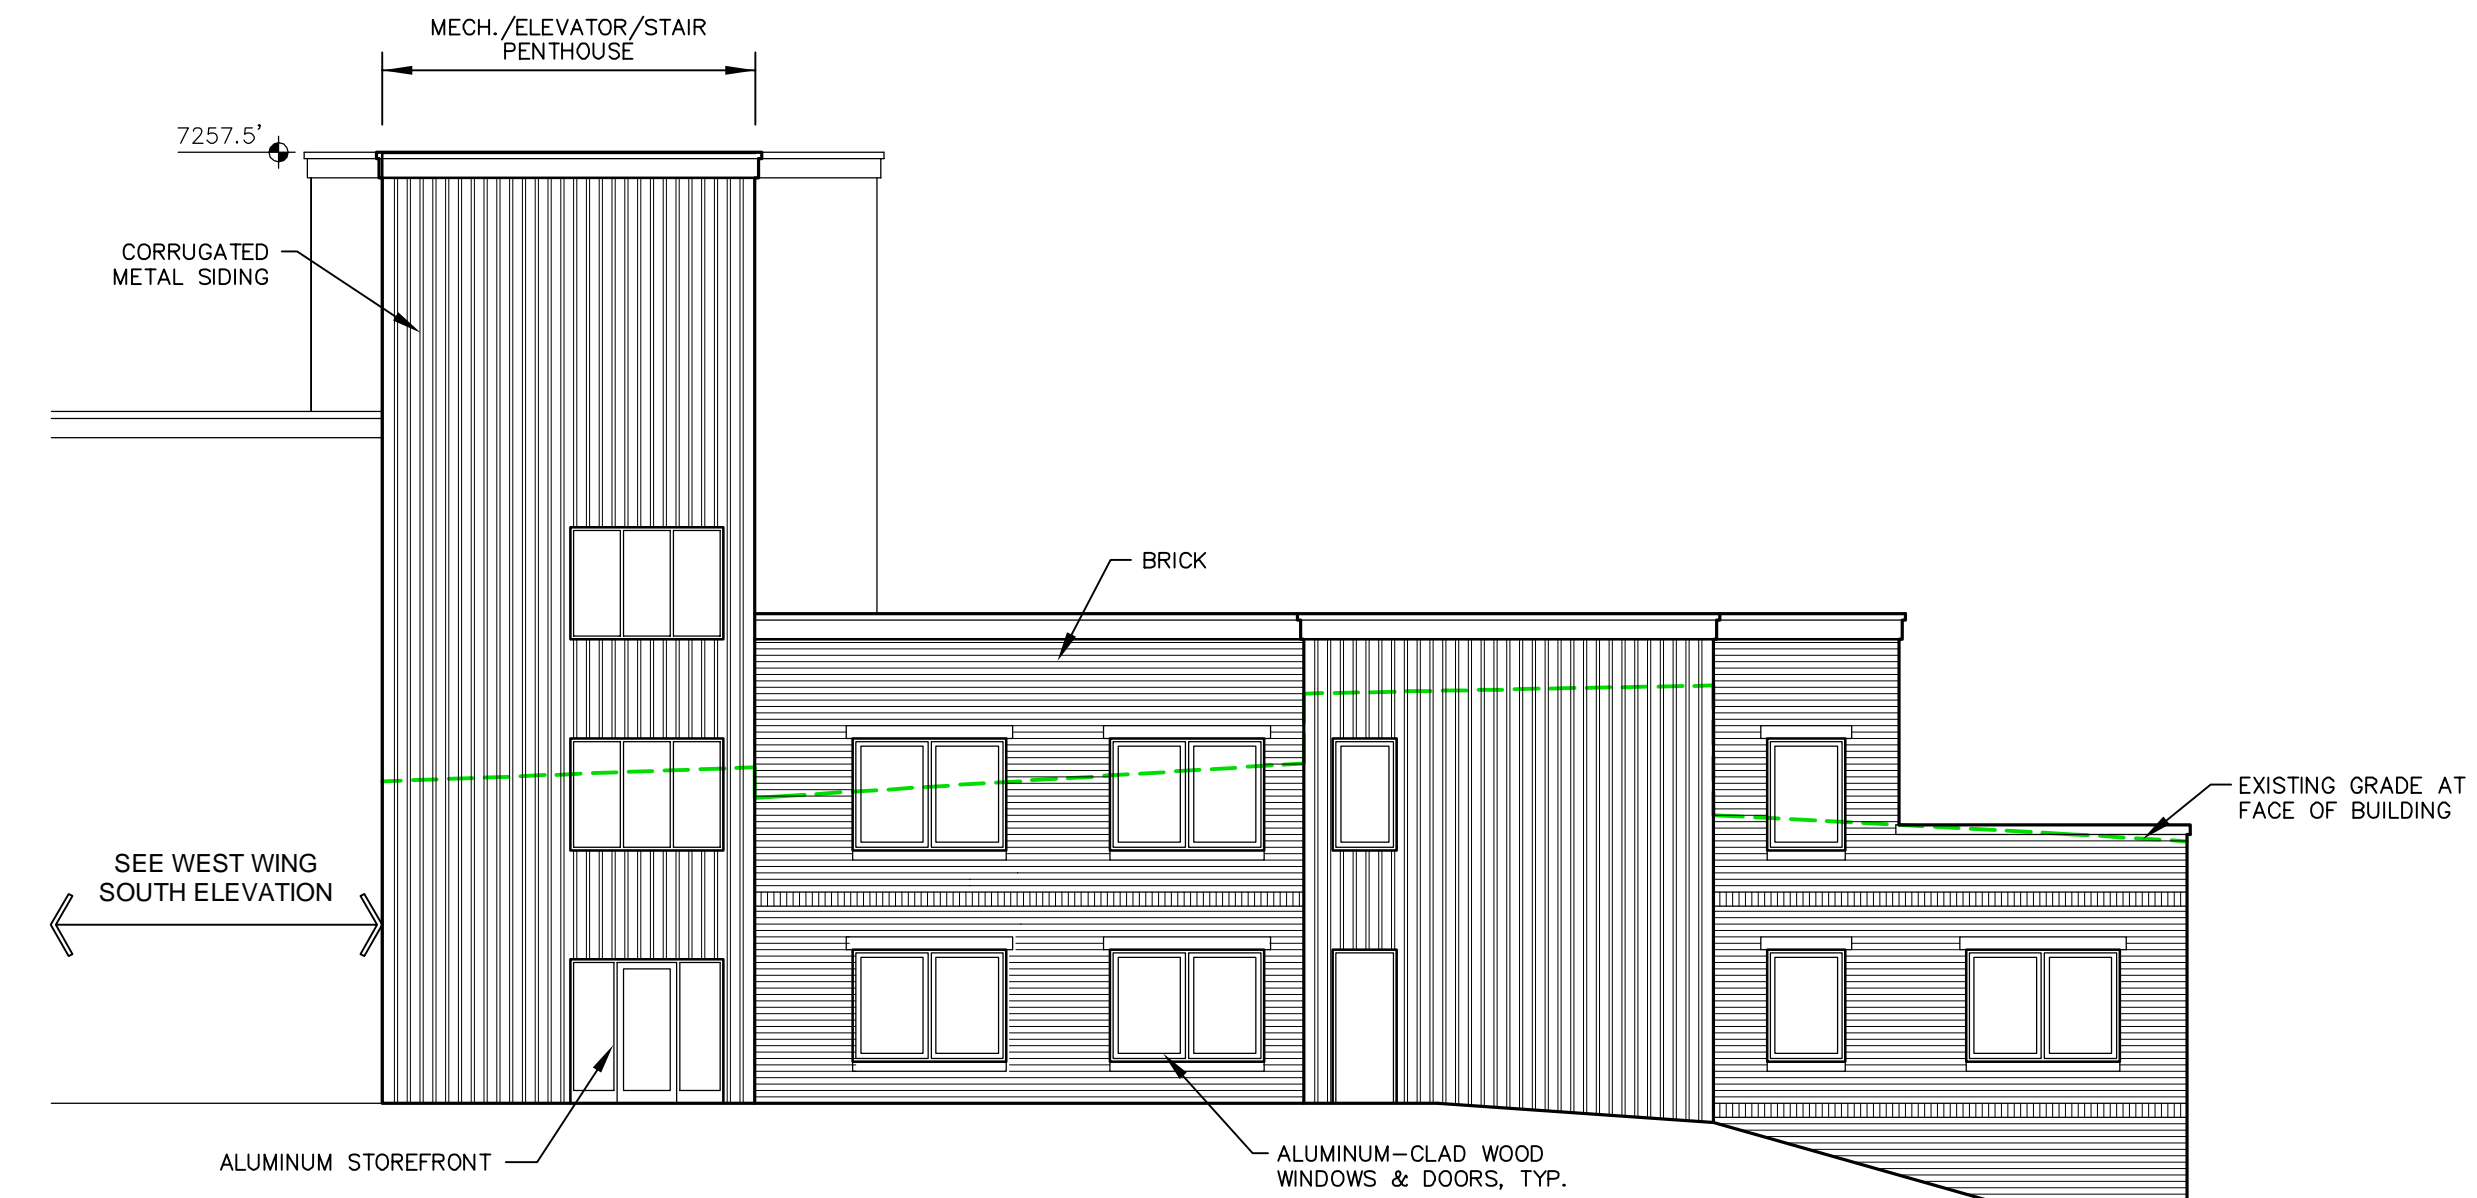 MECH./ELEVATOR/STAIR
PENTHOUSE
7257.5'
CORRUGATED
METAL SIDING
BRICK
EXISTING GRADE AT
FACE OF BUILDING
SEE WEST WING
SOUTH ELEVATION
ALUMINUM STOREFRONT
ALUMINUM-CLAD WOOD
WINDOWS & DOORS, TYP.